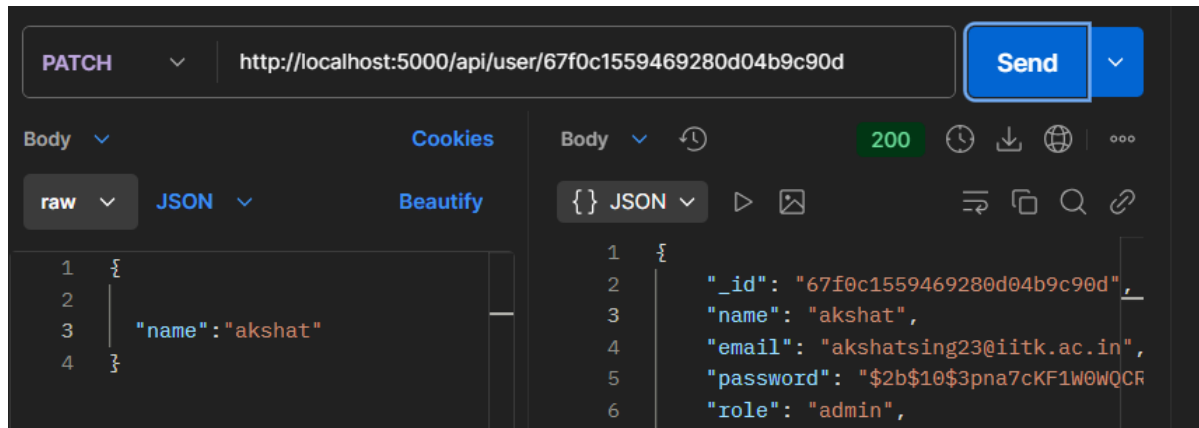 PATCH http://localhost:5000/api/user/67f0c1559469280d04b9c90d Send
Body Cookies
raw JSON Beautify
1 {
2
3 "name":"akshat"
4 }
Body 200
{} JSON
1 {
2 "_id": "67f0c1559469280d04b9c90d",
3 "name": "akshat",
4 "email": "akshatsing23@iitk.ac.in",
5 "password": "$2b$10$3pna7cKF1W0WQCR
6 "role": "admin",